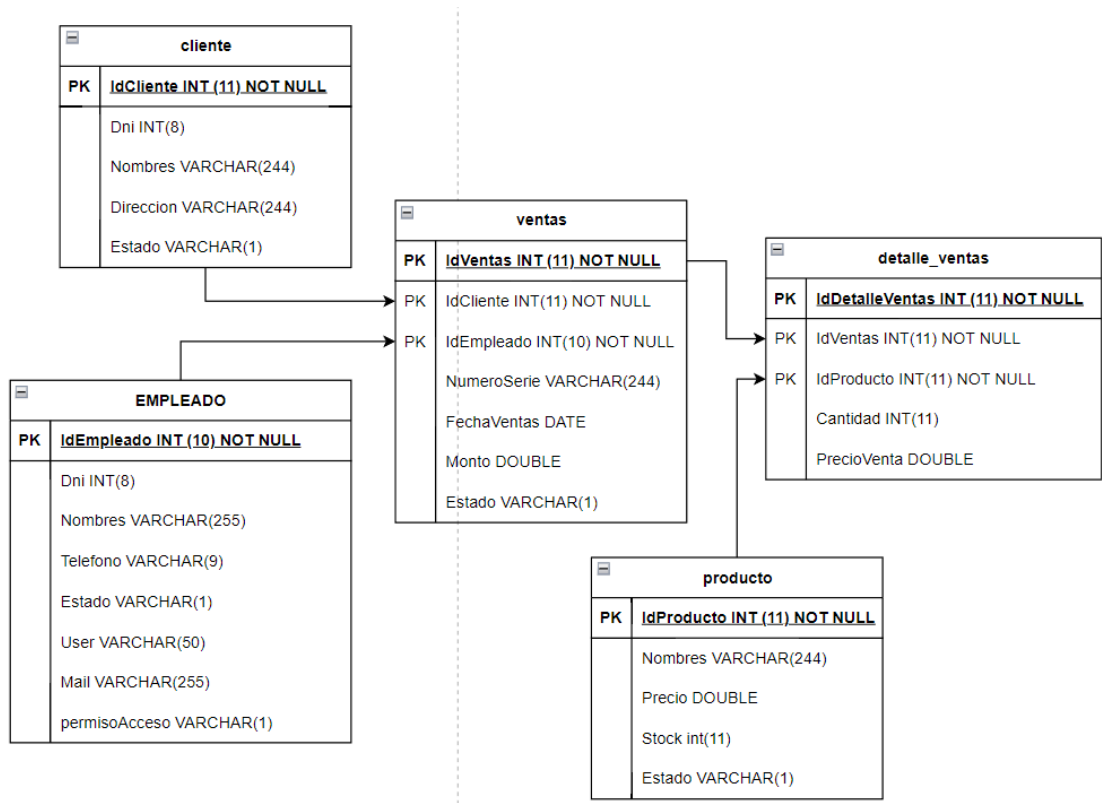 cliente
PK IdCliente INT (11) NOT NULL
Dni INT(8)
Nombres VARCHAR(244)
Direccion VARCHAR(244)
Estado VARCHAR(1)
ventas
PK IdVentas INT (11) NOT NULL
PK IdCliente INT(11) NOT NULL
PK IdEmpleado INT(10) NOT NULL
NumeroSerie VARCHAR(244)
FechaVentas DATE
Monto DOUBLE
Estado VARCHAR(1)
detalle_ventas
PK IdDetalleVentas INT (11) NOT NULL
PK IdVentas INT(11) NOT NULL
PK IdProducto INT(11) NOT NULL
Cantidad INT(11)
PrecioVenta DOUBLE
EMPLEADO
PK IdEmpleado INT (10) NOT NULL
Dni INT(8)
Nombres VARCHAR(255)
Telefono VARCHAR(9)
Estado VARCHAR(1)
User VARCHAR(50)
Mail VARCHAR(255)
permisoAcceso VARCHAR(1)
producto
PK IdProducto INT (11) NOT NULL
Nombres VARCHAR(244)
Precio DOUBLE
Stock int(11)
Estado VARCHAR(1)